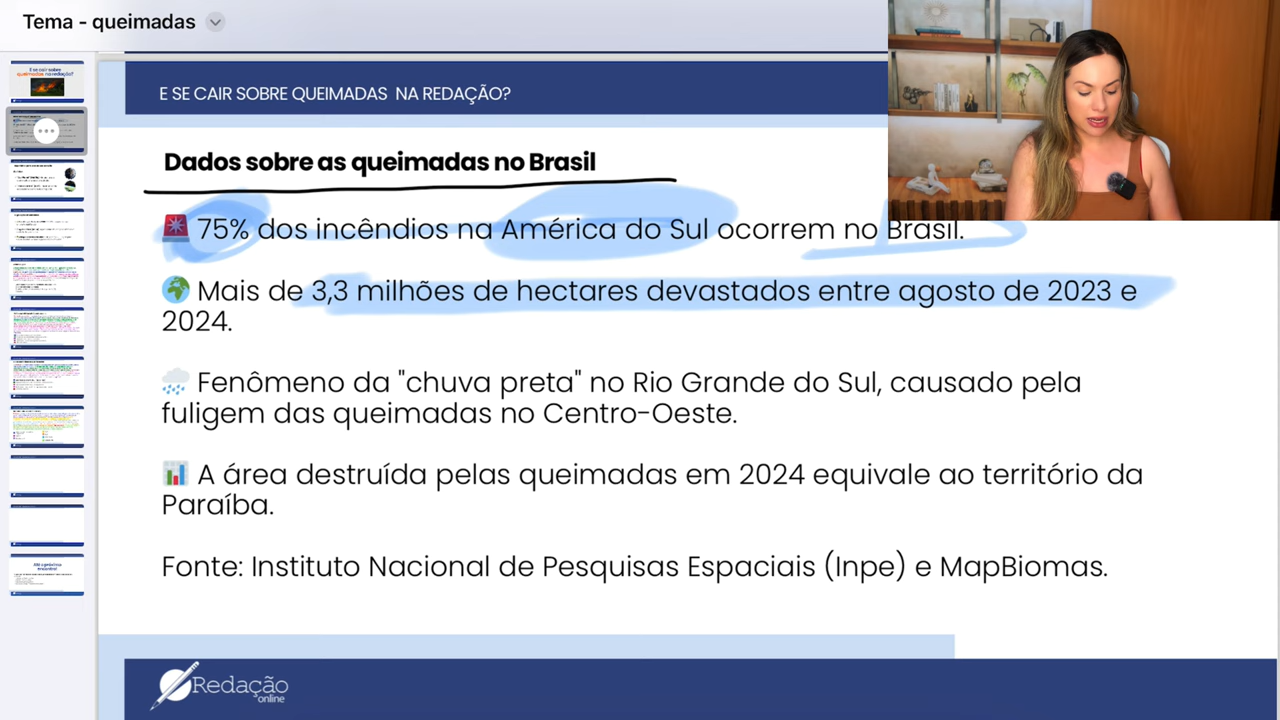 Tema - queimadas
E SE CAIR SOBRE QUEIMADAS NA REDAÇÃO?
Dados sobre as queimadas no Brasil
75% dos incêndios na América do Sul ocorrem no Brasil.
Mais de 3,3 milhões de hectares devastados entre agosto de 2023 e
2024.
Fenômeno da "chuva preta" no Rio Grande do Sul, causado pela
fuligem das queimadas no Centro-Oeste.
A área destruída pelas queimadas em 2024 equivale ao território da
Paraíba.
Fonte: Instituto Nacional de Pesquisas Espaciais (Inpe) e MapBiomas.
Redação
online